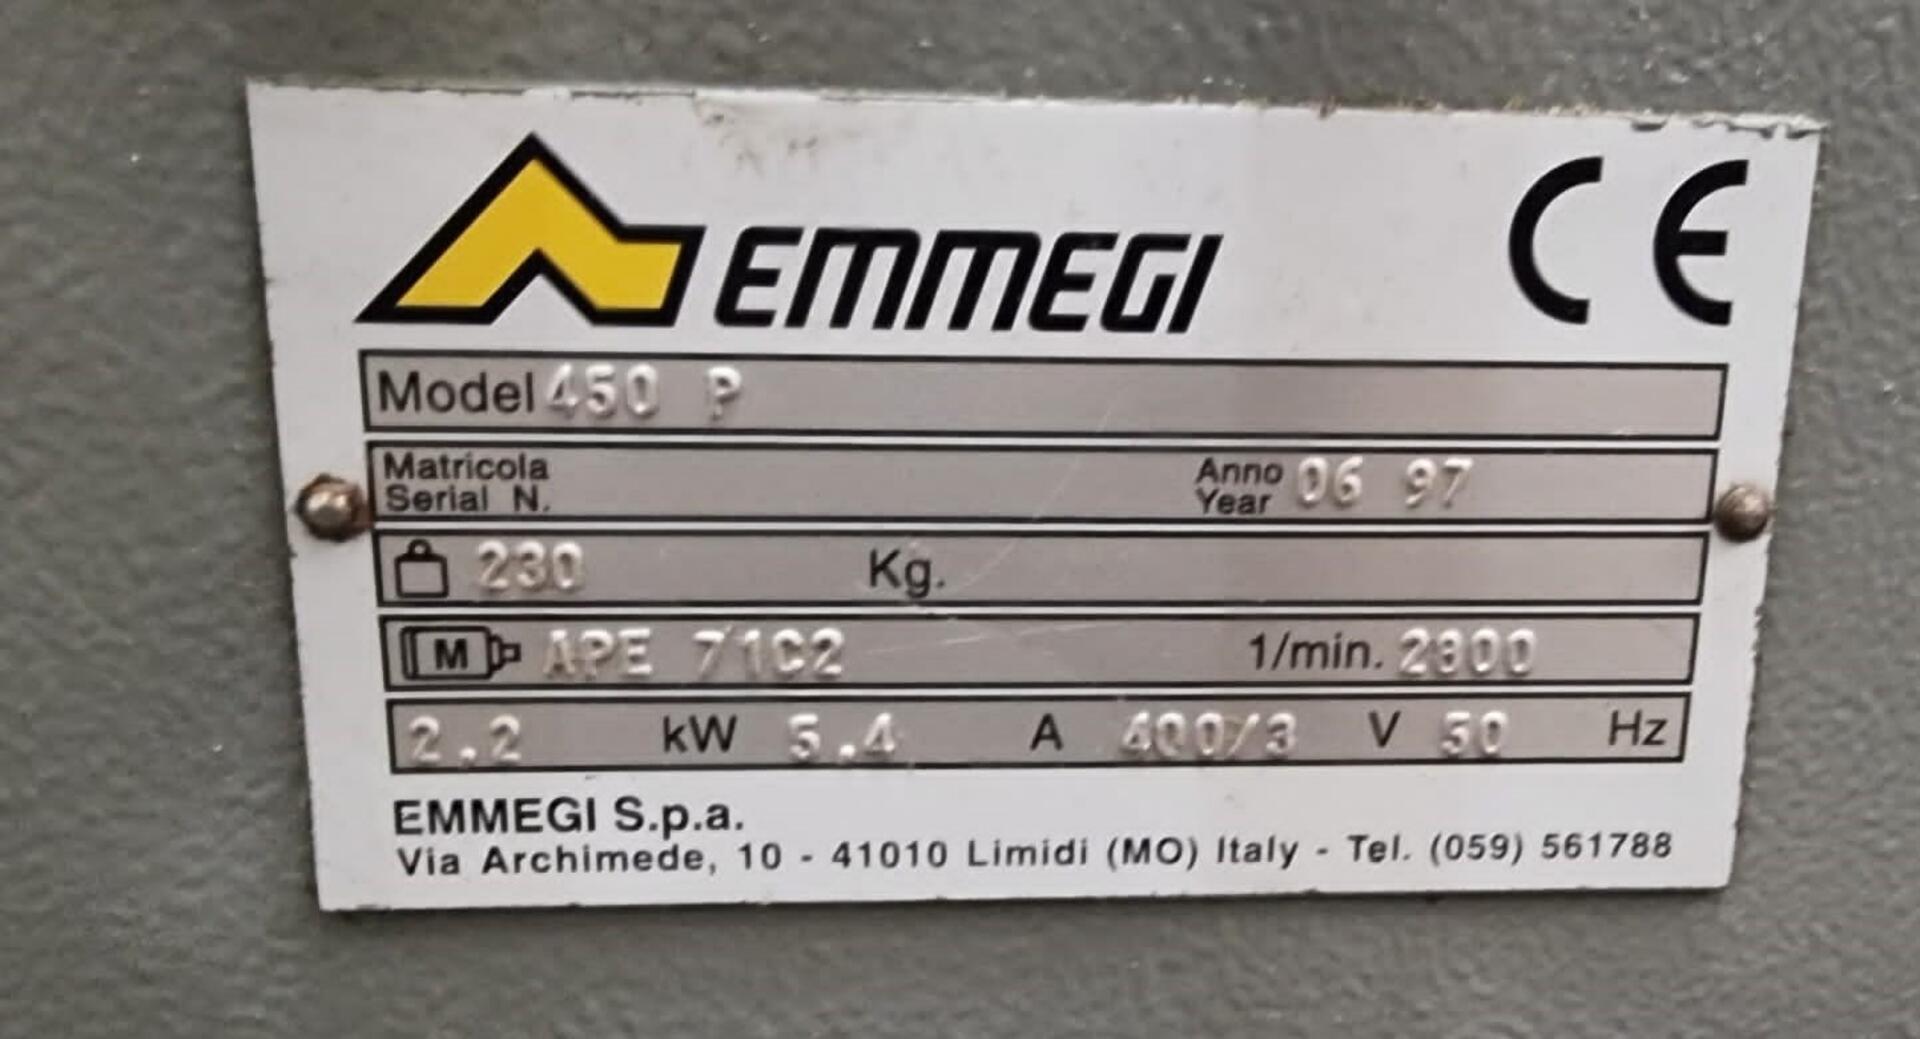 EMMEGI CE
Model 450 P
Matricola Anno
Serial N. Year 06 97
230 Kg.
M APE 71C2 1/min. 2800
2.2 kW 5.4 A 400/3 V 50 Hz
EMMEGI S.p.a.
Via Archimede, 10 - 41010 Limidi (MO) Italy - Tel. (059) 561788